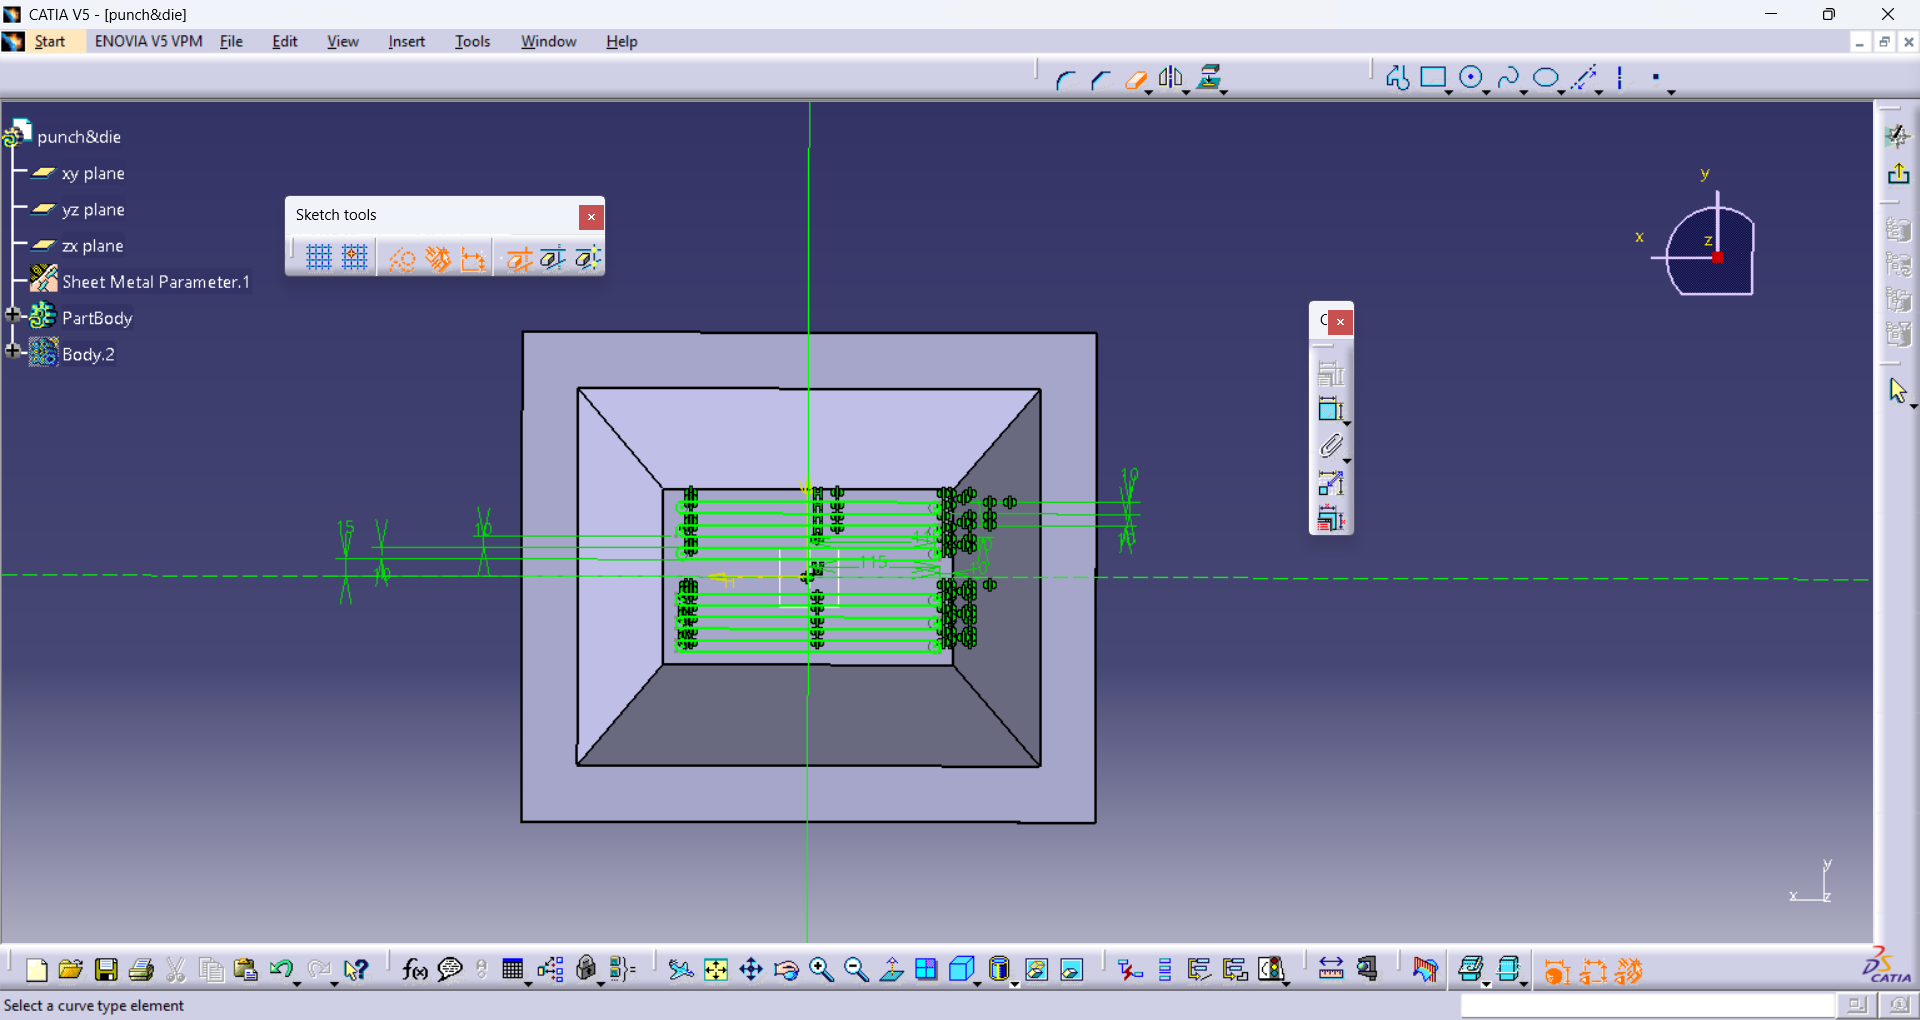 CATIA V5 - [punch&die]
Start ENOVIA V5 VPM File Edit View Insert Tools Window Help
punch&die
xy plane
yz plane
zx plane
Sheet Metal Parameter.1
PartBody
Body.2
Sketch tools
y
x
z
C
10
15
10
10
115
H
y
x
z
f(x)
CATIA
Select a curve type element